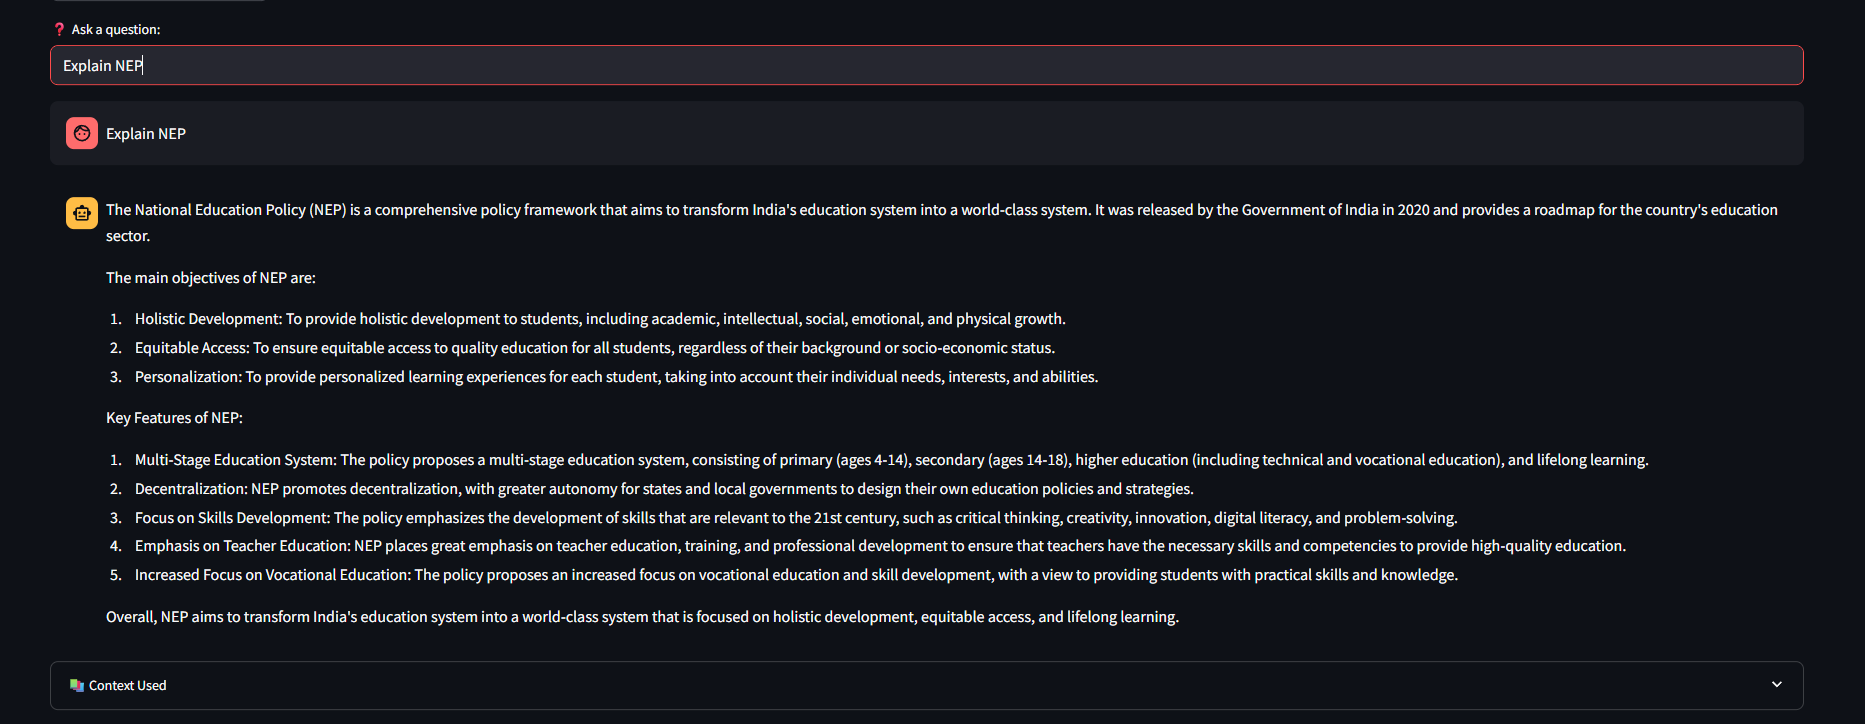 ❓ Ask a question:
Explain NEP
Explain NEP
The National Education Policy (NEP) is a comprehensive policy framework that aims to transform India's education system into a world-class system. It was released by the Government of India in 2020 and provides a roadmap for the country's education
sector.
The main objectives of NEP are:
1. Holistic Development: To provide holistic development to students, including academic, intellectual, social, emotional, and physical growth.
2. Equitable Access: To ensure equitable access to quality education for all students, regardless of their background or socio-economic status.
3. Personalization: To provide personalized learning experiences for each student, taking into account their individual needs, interests, and abilities.
Key Features of NEP:
1. Multi-Stage Education System: The policy proposes a multi-stage education system, consisting of primary (ages 4-14), secondary (ages 14-18), higher education (including technical and vocational education), and lifelong learning.
2. Decentralization: NEP promotes decentralization, with greater autonomy for states and local governments to design their own education policies and strategies.
3. Focus on Skills Development: The policy emphasizes the development of skills that are relevant to the 21st century, such as critical thinking, creativity, innovation, digital literacy, and problem-solving.
4. Emphasis on Teacher Education: NEP places great emphasis on teacher education, training, and professional development to ensure that teachers have the necessary skills and competencies to provide high-quality education.
5. Increased Focus on Vocational Education: The policy proposes an increased focus on vocational education and skill development, with a view to providing students with practical skills and knowledge.
Overall, NEP aims to transform India's education system into a world-class system that is focused on holistic development, equitable access, and lifelong learning.
📚 Context Used